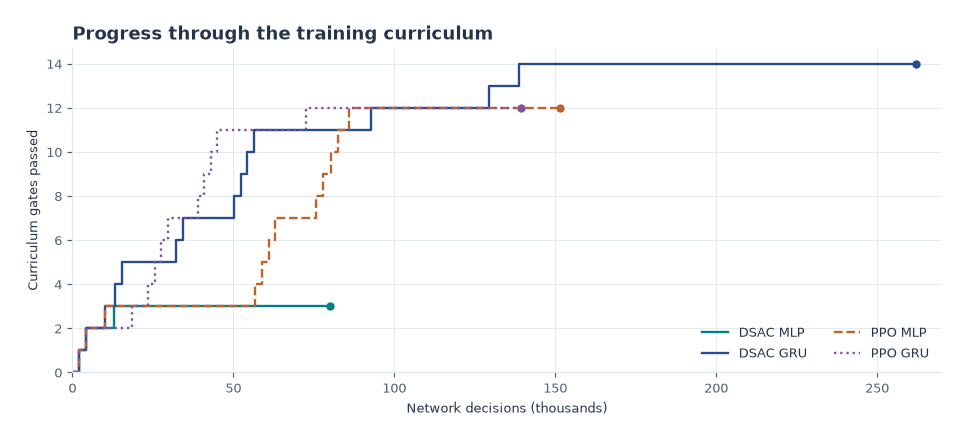 Progress through the training curriculum
Curriculum gates passed
14
12
10
8
6
4
2
0
0 50 100 150 200 250
Network decisions (thousands)
DSAC MLP PPO MLP
DSAC GRU PPO GRU